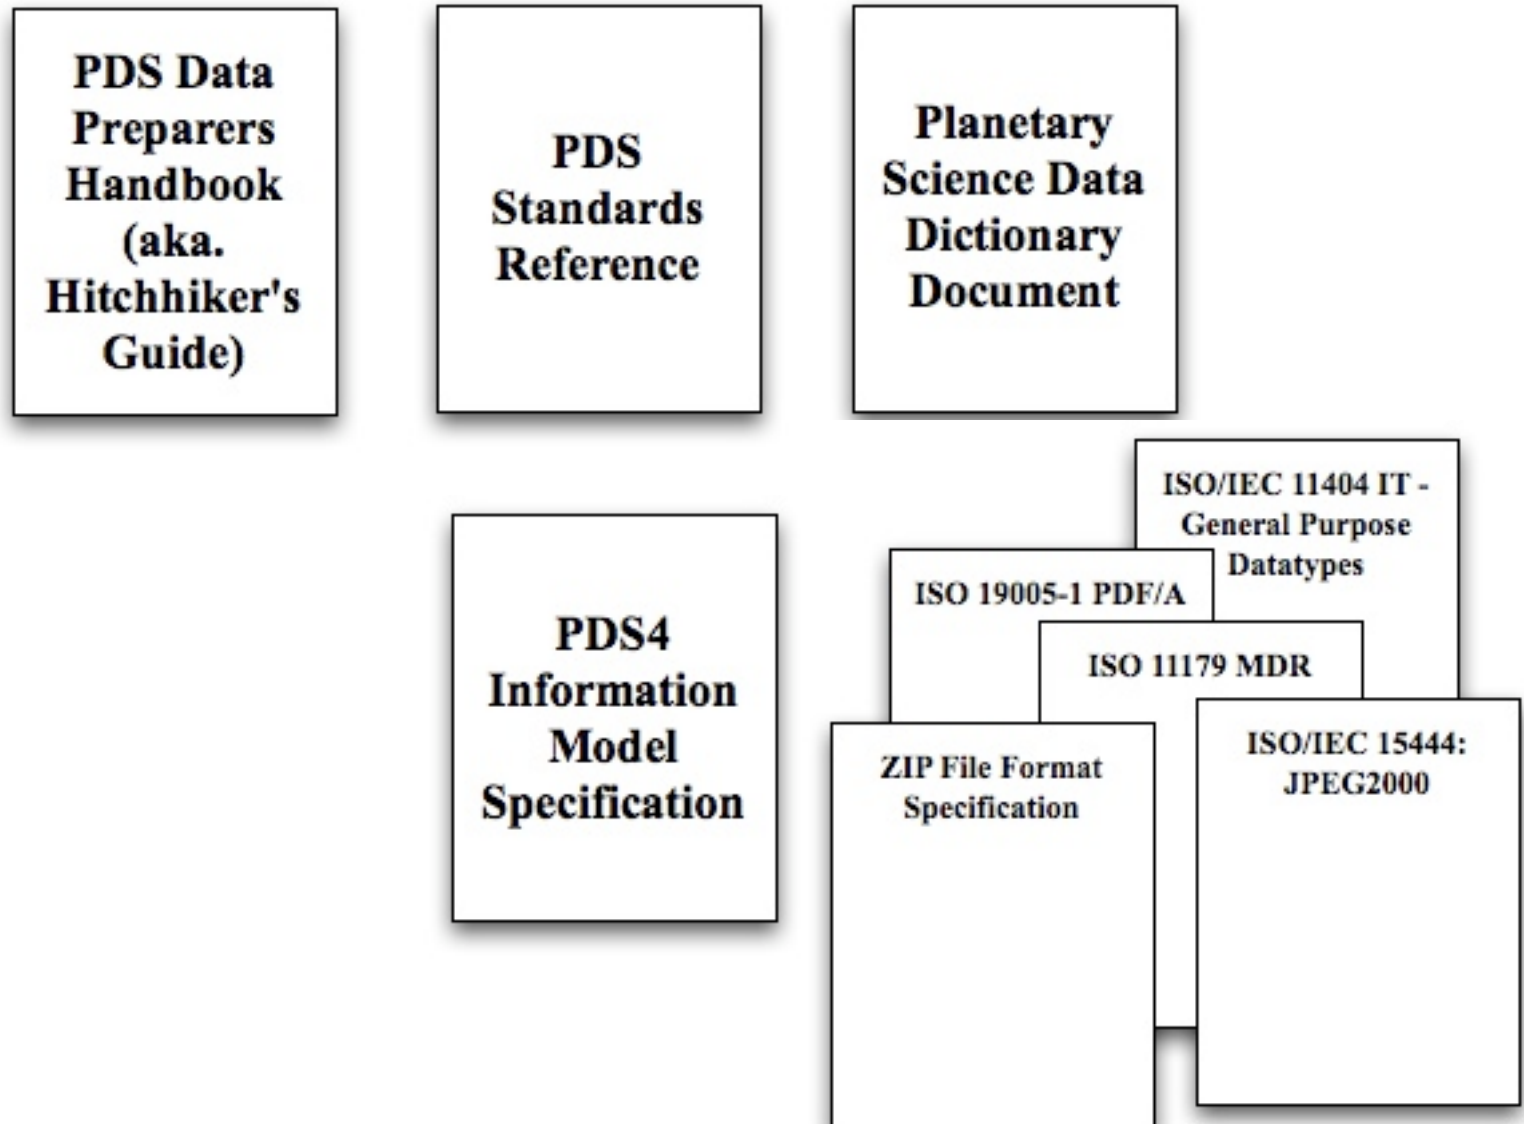 PDS Data
Preparers
Handbook
(aka.
Hitchhiker's
Guide)
PDS
Standards
Reference
Planetary
Science Data
Dictionary
Document
PDS4
Information
Model
Specification
ISO/IEC 11404 IT -
General Purpose
Datatypes
ISO 19005-1 PDF/A
ISO 11179 MDR
ZIP File Format
Specification
ISO/IEC 15444:
JPEG2000